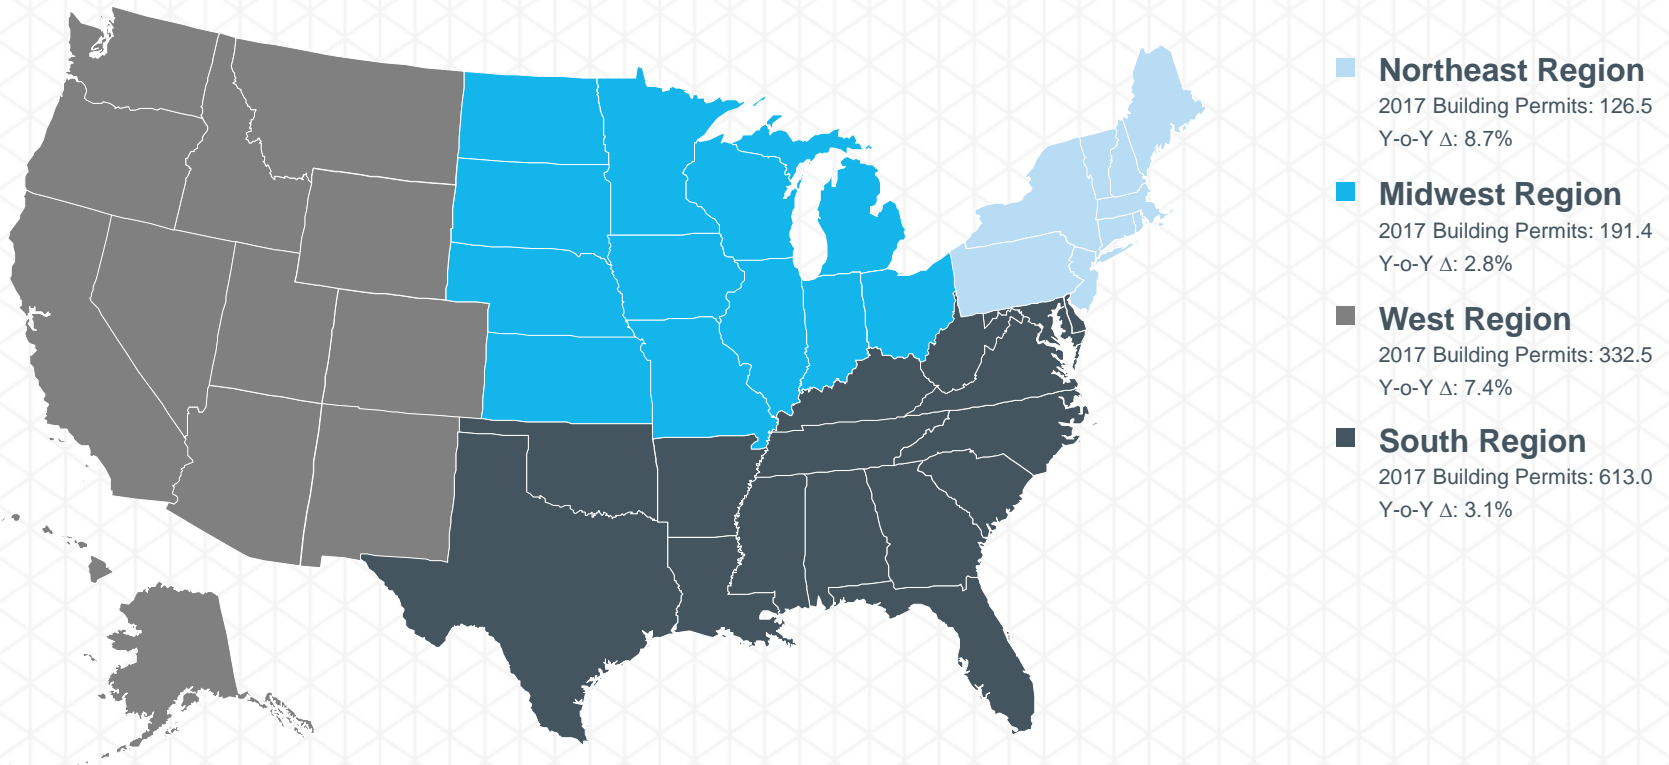 Northeast Region
2017 Building Permits: 126.5
Y-o-Y Δ: 8.7%
Midwest Region
2017 Building Permits: 191.4
Y-o-Y Δ: 2.8%
West Region
2017 Building Permits: 332.5
Y-o-Y Δ: 7.4%
South Region
2017 Building Permits: 613.0
Y-o-Y Δ: 3.1%